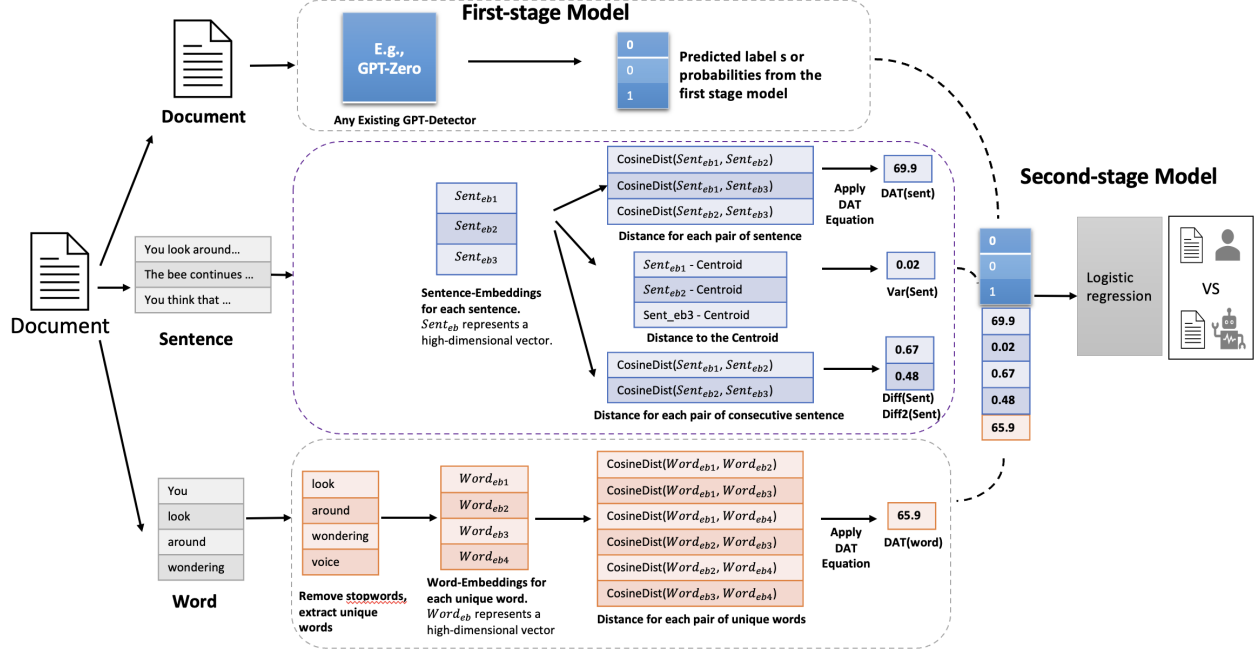 First-stage Model
Document
E.g.,
GPT-Zero
Any Existing GPT-Detector
0
0
1
Predicted label s or
probabilities from the
first stage model
Document
You look around...
The bee continues ...
You think that ...
Sentence
Sent_eb1
Sent_eb2
Sent_eb3
Sentence-Embeddings
for each sentence.
Sent_eb represents a
high-dimensional vector.
CosineDist(Sent_eb1, Sent_eb2)
CosineDist(Sent_eb1, Sent_eb3)
CosineDist(Sent_eb2, Sent_eb3)
Distance for each pair of sentence
Apply
DAT
Equation
69.9
DAT(sent)
Sent_eb1 - Centroid
Sent_eb2 - Centroid
Sent_eb3 - Centroid
Distance to the Centroid
0.02
Var(Sent)
CosineDist(Sent_eb1, Sent_eb2)
CosineDist(Sent_eb2, Sent_eb3)
Distance for each pair of consecutive sentence
0.67
0.48
Diff(Sent)
Diff2(Sent)
You
look
around
wondering
Word
look
around
wondering
voice
Remove stopwords,
extract unique
words
Word_eb1
Word_eb2
Word_eb3
Word_eb4
Word-Embeddings for
each unique word.
Word_eb represents a
high-dimensional vector
CosineDist(Word_eb1, Word_eb2)
CosineDist(Word_eb1, Word_eb3)
CosineDist(Word_eb1, Word_eb4)
CosineDist(Word_eb2, Word_eb3)
CosineDist(Word_eb2, Word_eb4)
CosineDist(Word_eb3, Word_eb4)
Distance for each pair of unique words
Apply
DAT
Equation
65.9
DAT(word)
Second-stage Model
0
0
1
69.9
0.02
0.67
0.48
65.9
Logistic
regression
VS